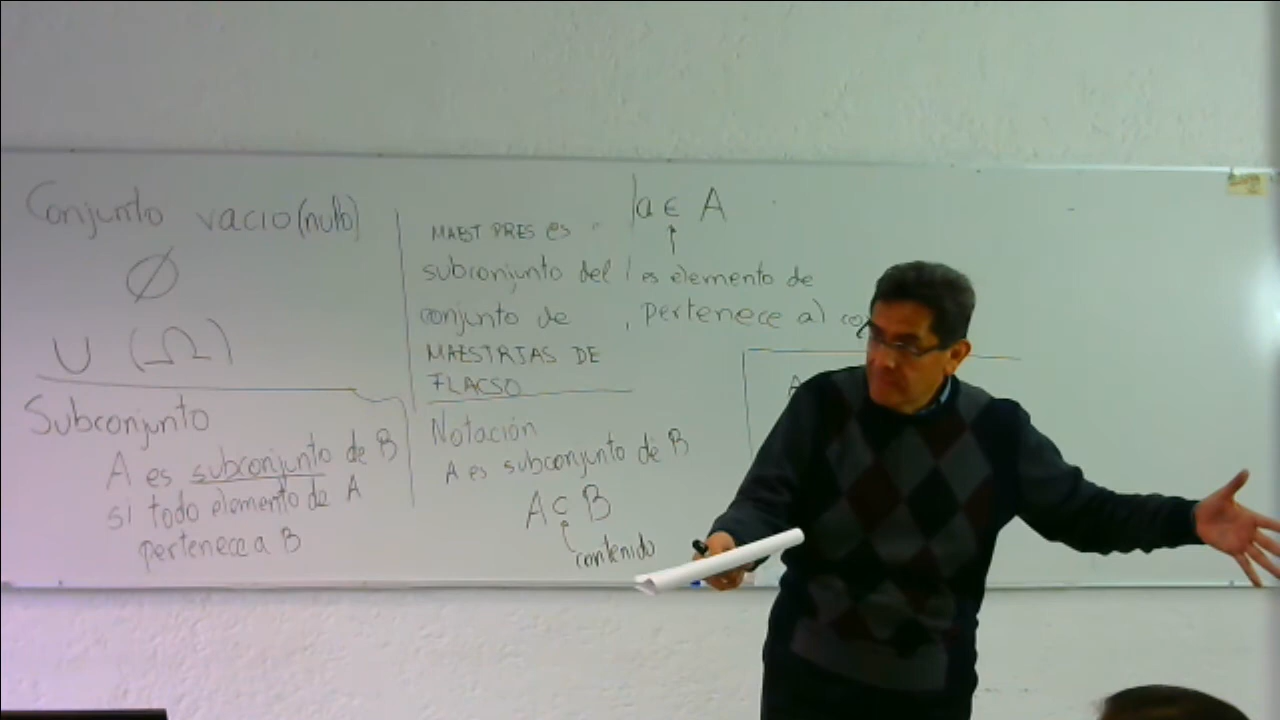 Conjunto vacio (nulo)
∅
U (Ω)
Subconjunto
A es subconjunto de B
si todo elemento de A
pertenece a B
MAEST PRES es
subconjunto del
conjunto de
MAESTRIAS DE
FLACSO
Notación
A es subconjunto de B
A ⊂ B
contenido
a ∈ A
es elemento de
pertenece al
A